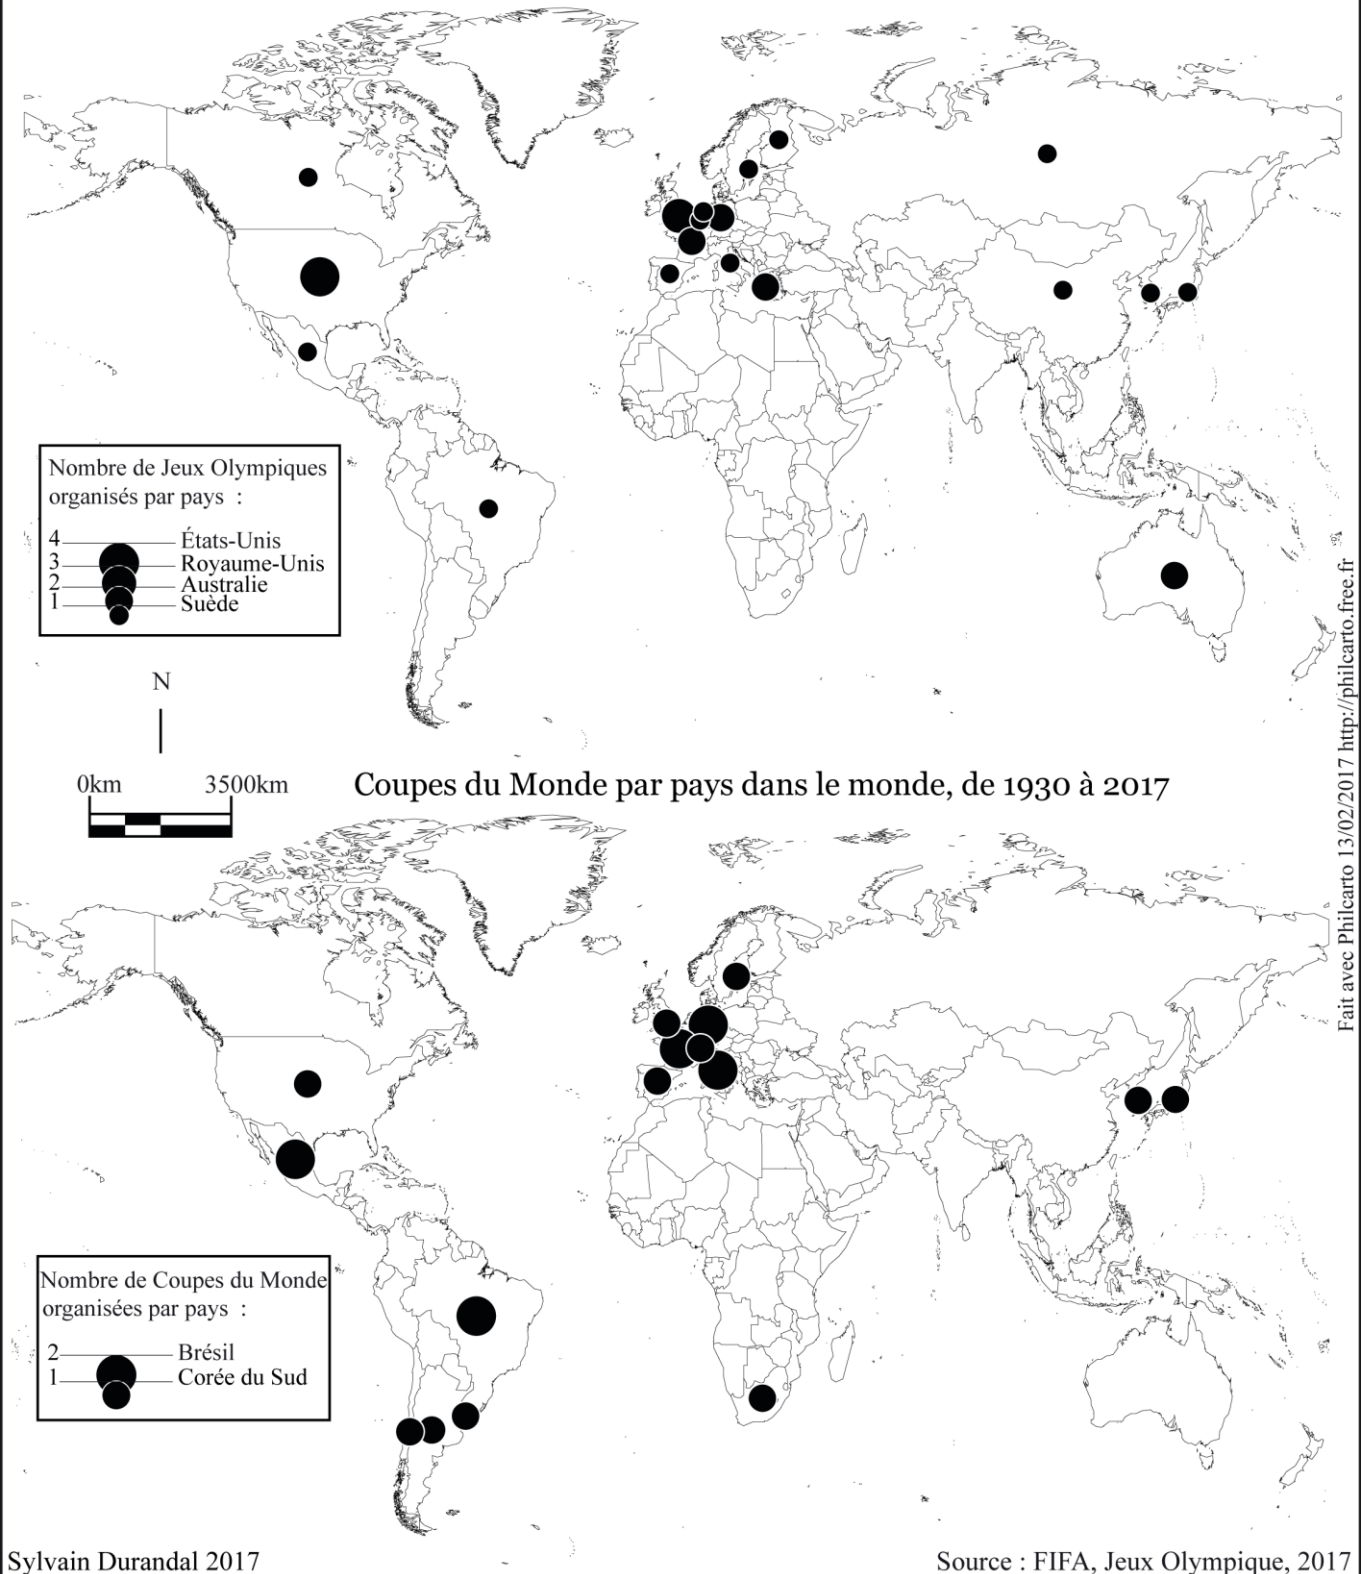 Nombre de Jeux Olympiques
organisés par pays :
4 États-Unis
3 Royaume-Unis
2 Australie
1 Suède
N
0km 3500km
Coupes du Monde par pays dans le monde, de 1930 à 2017
Fait avec Philcarto 13/02/2017 http://philcarto.free.fr
Nombre de Coupes du Monde
organisées par pays :
2 Brésil
1 Corée du Sud
Sylvain Durandal 2017
Source : FIFA, Jeux Olympique, 2017